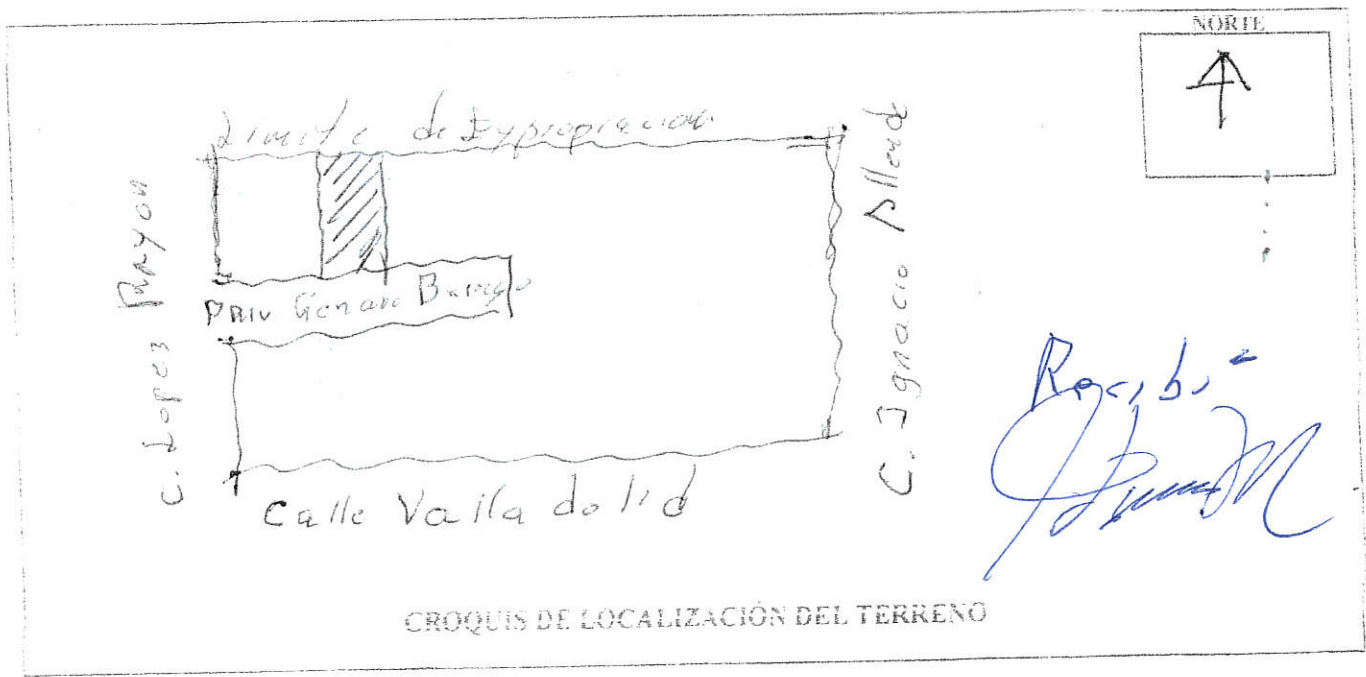 NORTE
Limite de Expropiacion
C. Lopez Rayon
C. Ignacio Allende
Priv Genaro
Calle Valladolid
Recibi
CROQUIS DE LOCALIZACIÓN DEL TERRENO